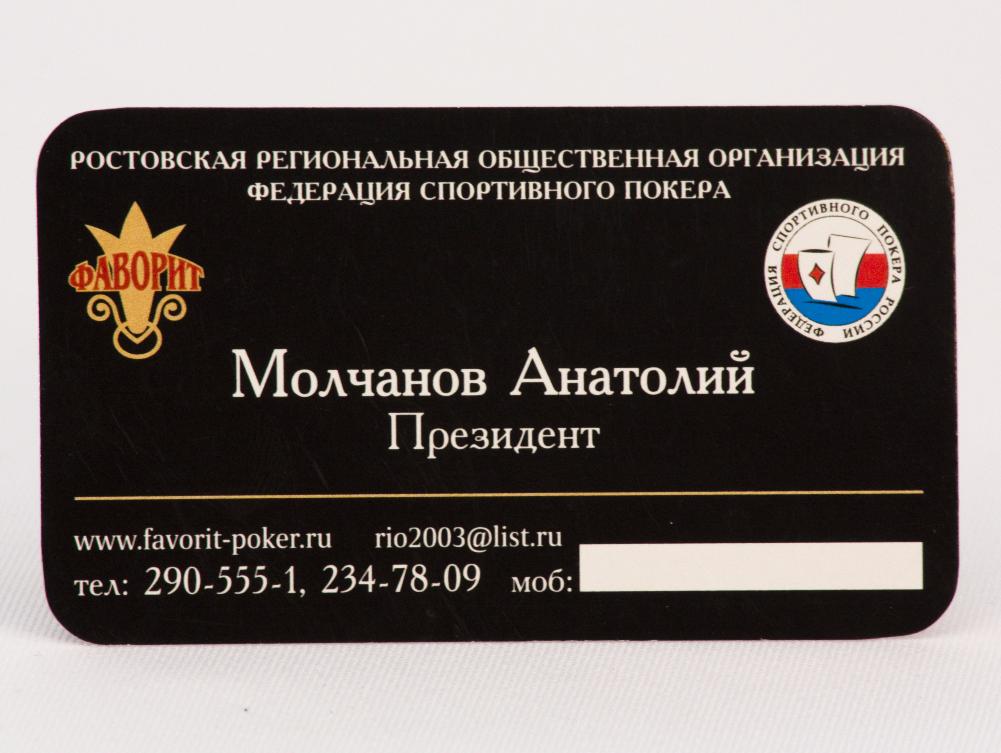 РОСТОВСКАЯ РЕГИОНАЛЬНАЯ ОБЩЕСТВЕННАЯ ОРГАНИЗАЦИЯ
ФЕДЕРАЦИЯ СПОРТИВНОГО ПОКЕРА
ФАВОРИТ
ФЕДЕРАЦИЯ СПОРТИВНОГО ПОКЕРА РОССИИ
Молчанов Анатолий
Президент
www.favorit-poker.ru rio2003@list.ru
тел: 290-555-1, 234-78-09 моб: